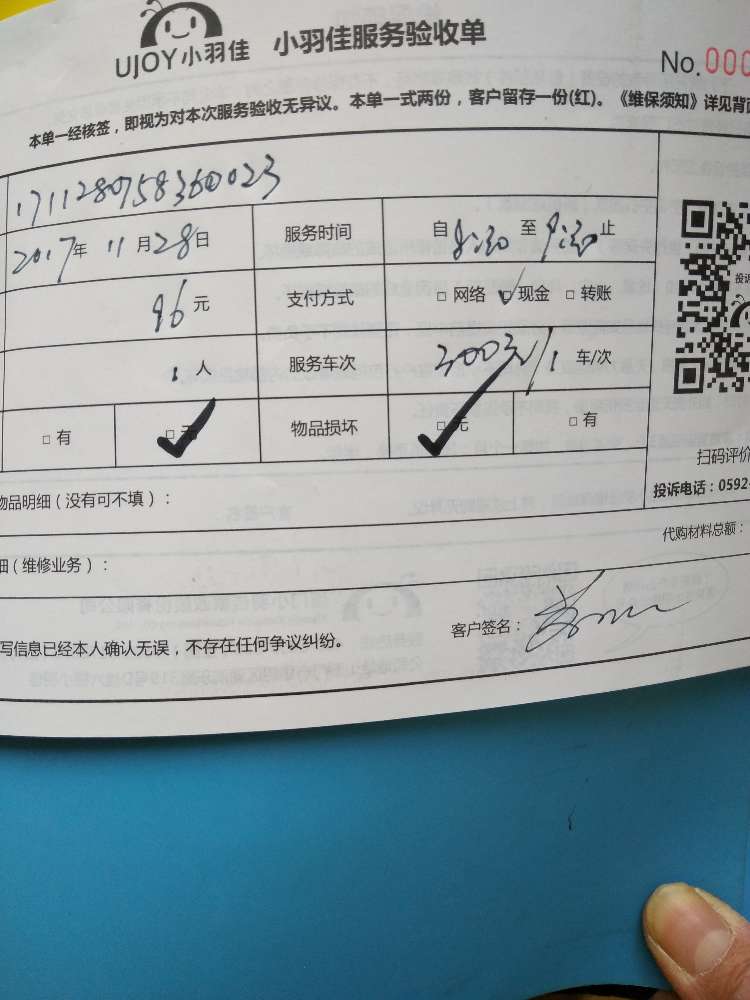 UJOY小羽佳 小羽佳服务验收单
No.000
本单一经核签，即视为对本次服务验收无异议。本单一式两份，客户留存一份(红)。《维保须知》详见背面
1711280758360023
2017年 11月28日 服务时间 自8:30 至9:30止
96元 支付方式 □ 网络 □ 现金 □ 转账
1人 服务车次 1 车/次
□ 有 □ 无 物品损坏 □ 无 □ 有
扫码评价
物品明细（没有可不填）：
投诉电话：0592-
代购材料总额：
细（维修业务）：
写信息已经本人确认无误，不存在任何争议纠纷。
客户签名：